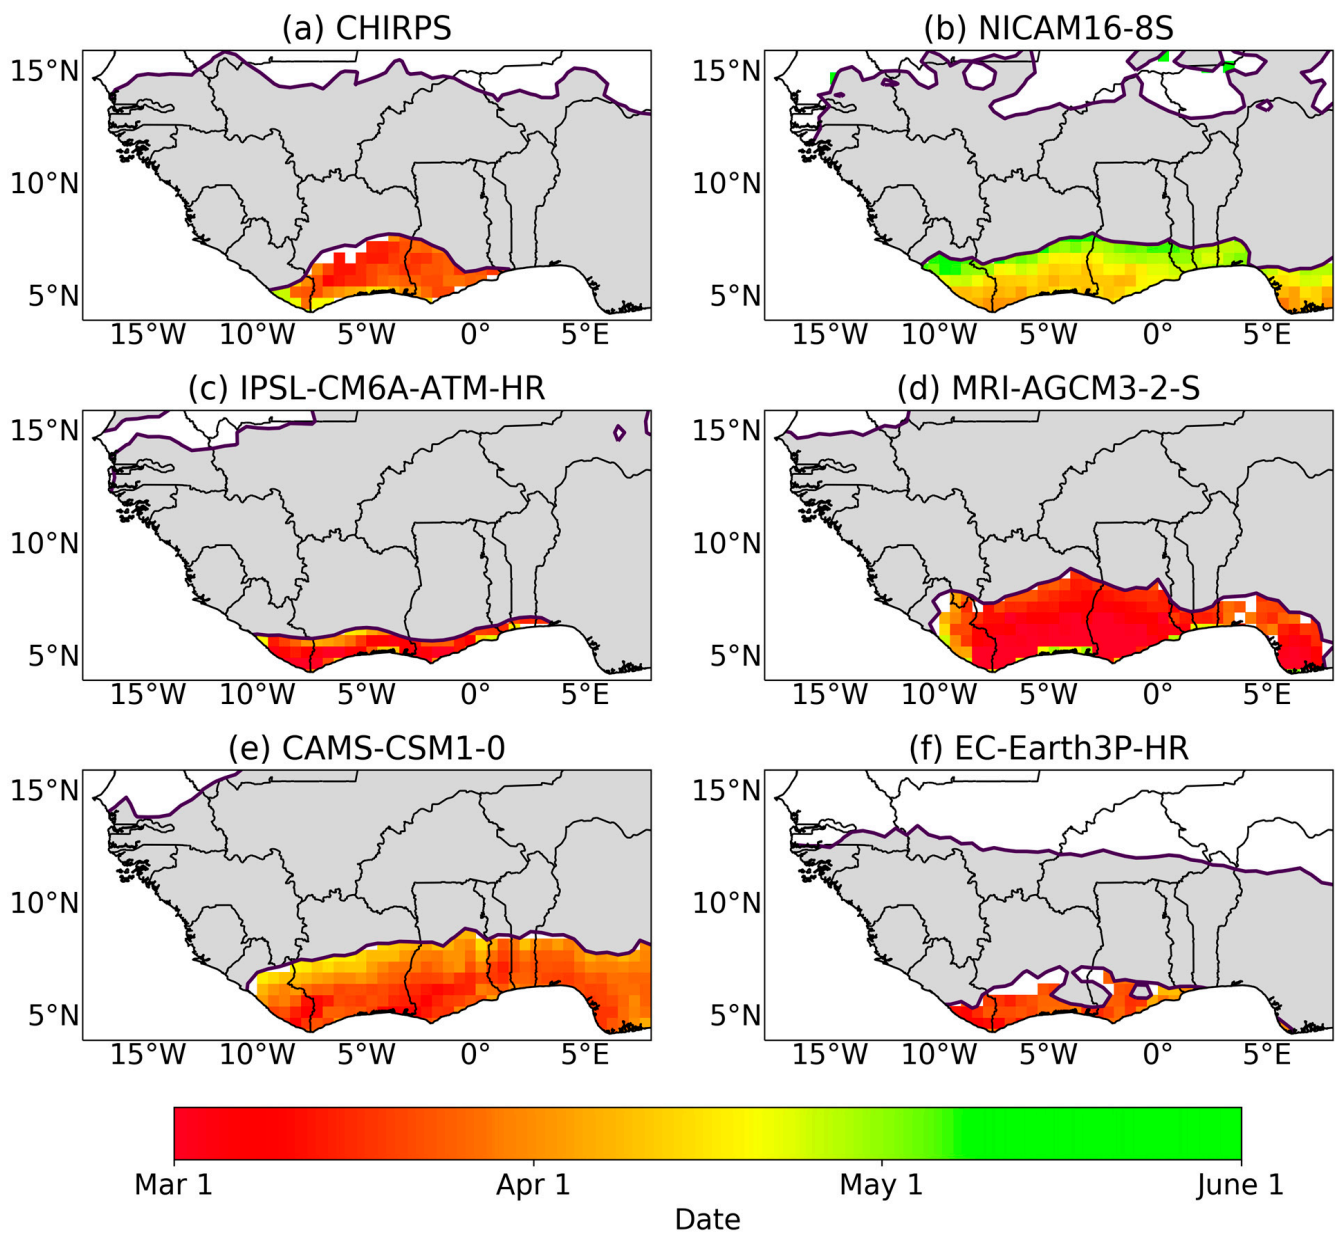 (a) CHIRPS
(b) NICAM16-8S
15°N
10°N
5°N
15°W 10°W 5°W 0° 5°E
15°N
10°N
5°N
15°W 10°W 5°W 0° 5°E
(c) IPSL-CM6A-ATM-HR
(d) MRI-AGCM3-2-S
15°N
10°N
5°N
15°W 10°W 5°W 0° 5°E
15°N
10°N
5°N
15°W 10°W 5°W 0° 5°E
(e) CAMS-CSM1-0
(f) EC-Earth3P-HR
15°N
10°N
5°N
15°W 10°W 5°W 0° 5°E
15°N
10°N
5°N
15°W 10°W 5°W 0° 5°E
Mar 1 Apr 1 May 1 June 1
Date